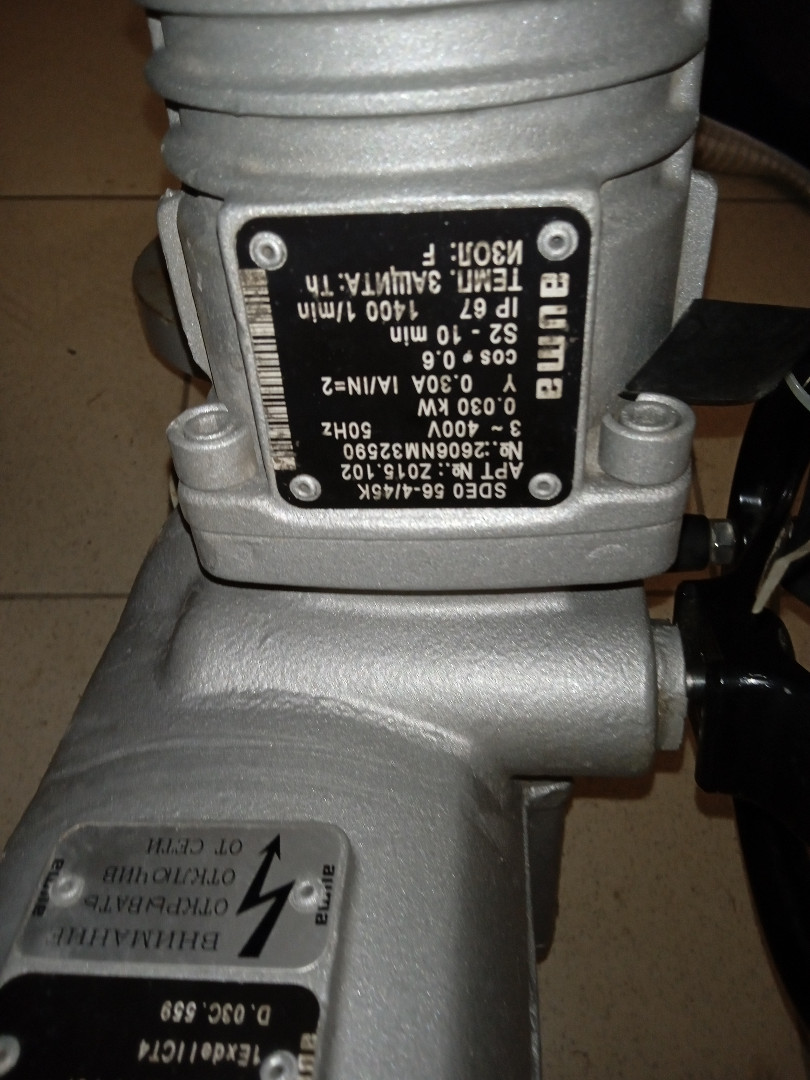 auma
SDEO 56-4/45K
АРТ №.: Z015.102
№.:2606NM32590
3 ~ 400V 50Hz
0.030 kW
Y 0.30A IA/IN=2
cos φ 0.6
S2 - 10 min
IP 67 1400 1/min
ТЕМП. ЗАЩИТА: Th
ИЗОЛ: F
auma
ВНИМАНИЕ
ОТКРЫВАТЬ
ОТКЛЮЧИВ
ОТ СЕТИ
auma
1ExdeIICT4
D.03C.559